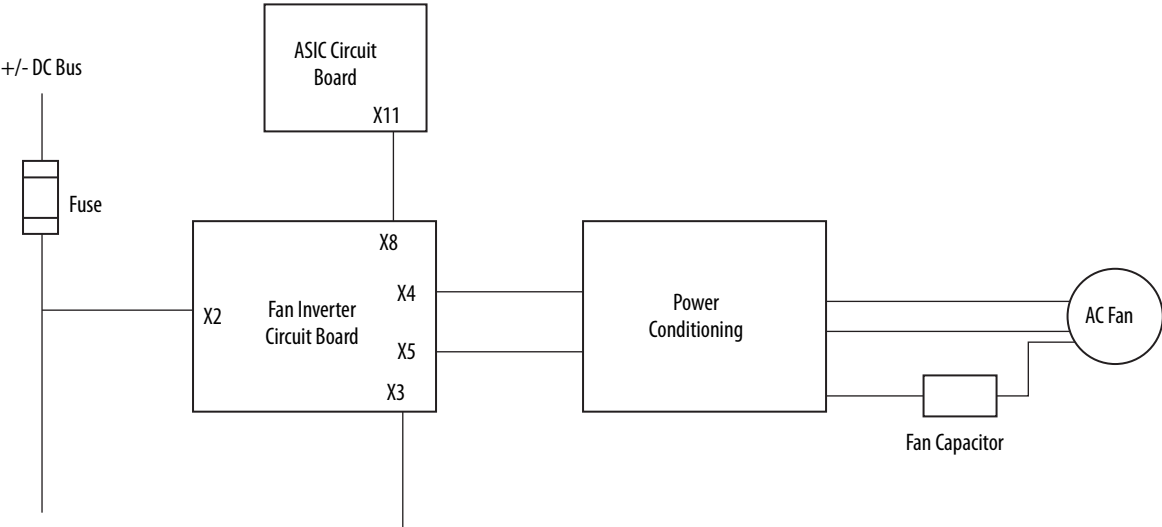 ASIC Circuit
Board
X11
+/- DC Bus
Fuse
X8
X4
X2
Fan Inverter
Circuit Board
X5
X3
Power
Conditioning
AC Fan
Fan Capacitor